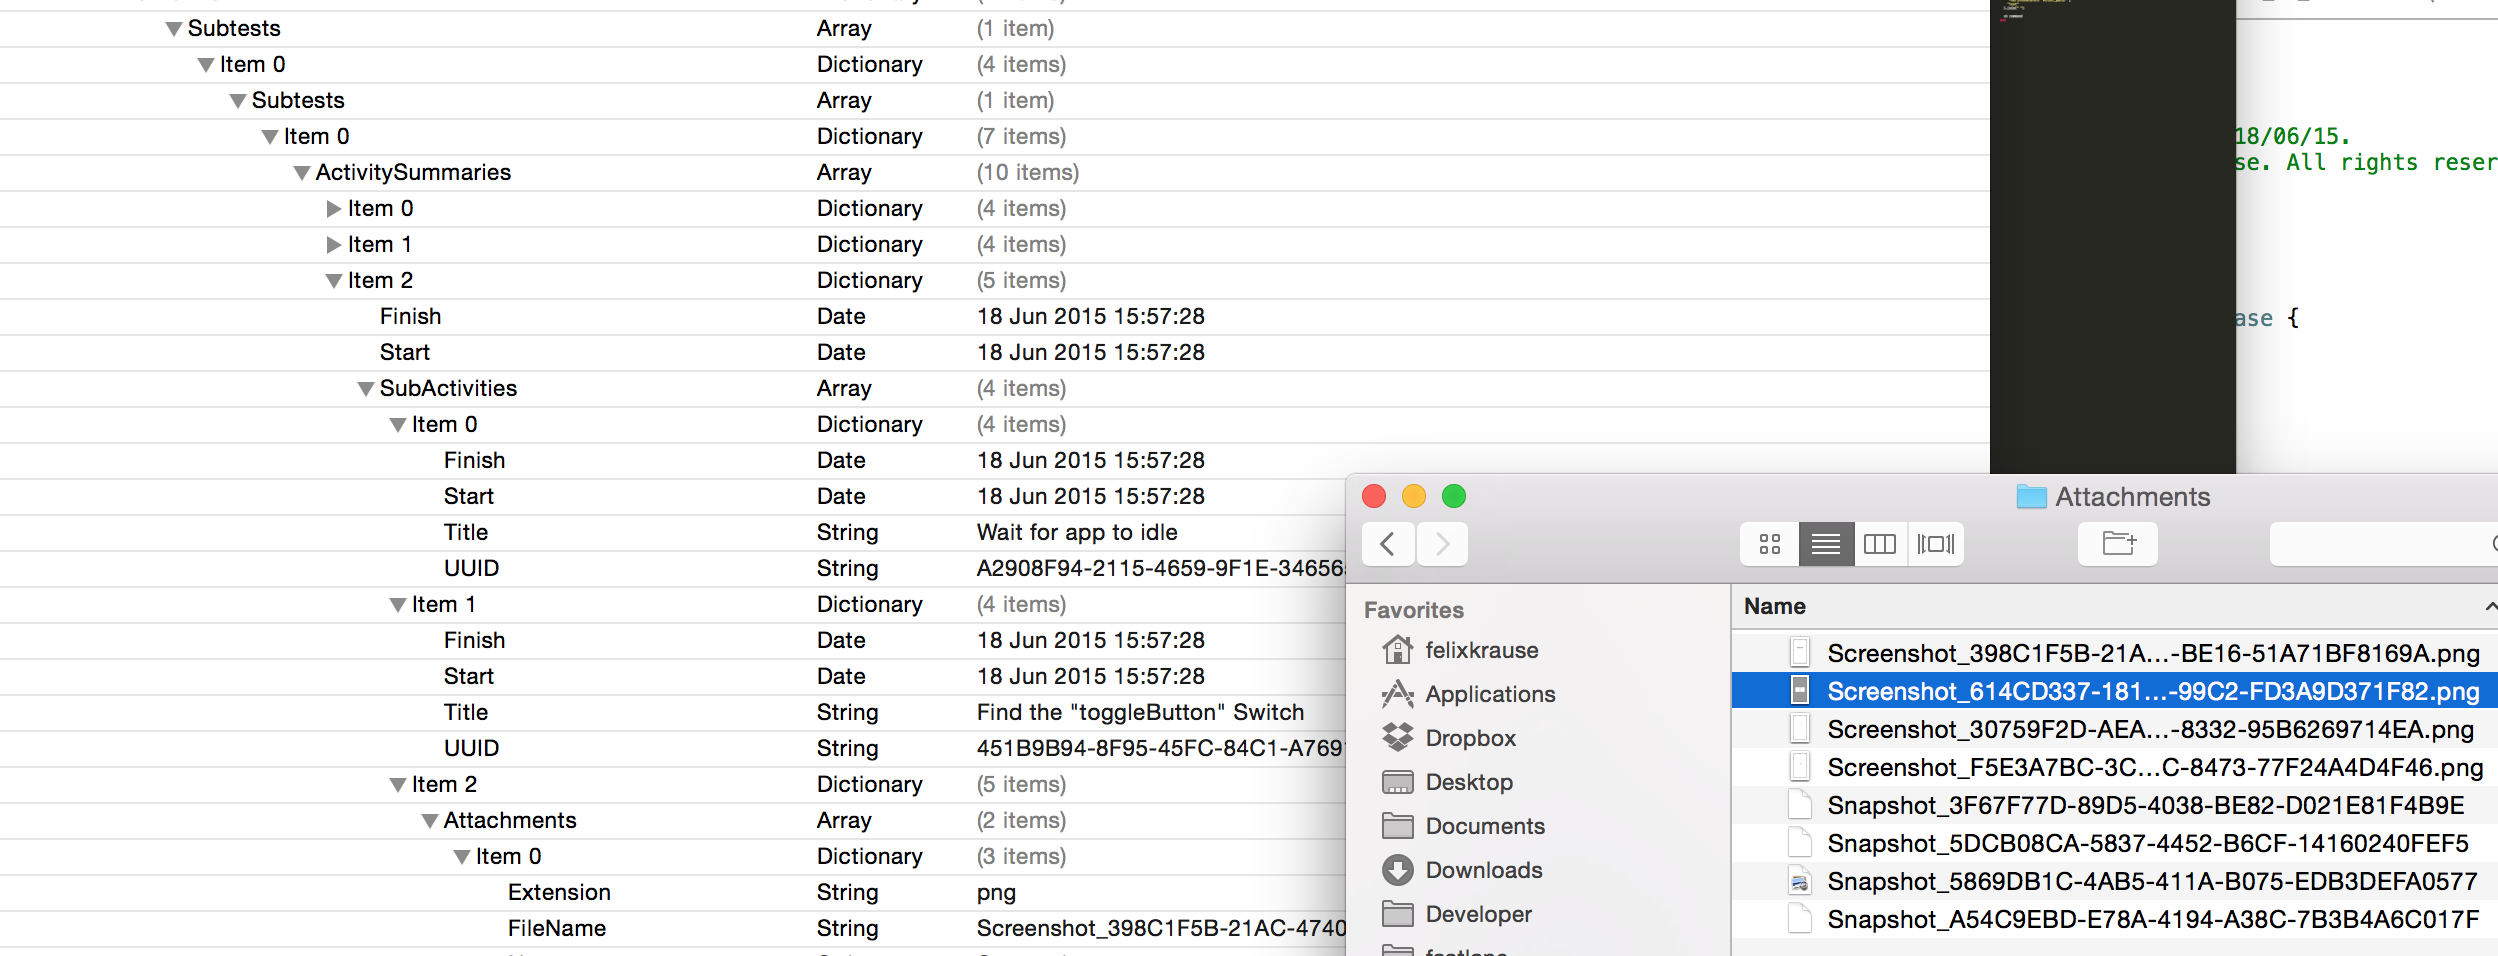 Subtests Array (1 item)
Item 0 Dictionary (4 items)
Subtests Array (1 item)
Item 0 Dictionary (7 items)
ActivitySummaries Array (10 items)
Item 0 Dictionary (4 items)
Item 1 Dictionary (4 items)
Item 2 Dictionary (5 items)
Finish Date 18 Jun 2015 15:57:28
Start Date 18 Jun 2015 15:57:28
SubActivities Array (4 items)
Item 0 Dictionary (4 items)
Finish Date 18 Jun 2015 15:57:28
Start Date 18 Jun 2015 15:57:28
Title String Wait for app to idle
UUID String A2908F94-2115-4659-9F1E-34656
Item 1 Dictionary (4 items)
Finish Date 18 Jun 2015 15:57:28
Start Date 18 Jun 2015 15:57:28
Title String Find the "toggleButton" Switch
UUID String 451B9B94-8F95-45FC-84C1-A769
Item 2 Dictionary (5 items)
Attachments Array (2 items)
Item 0 Dictionary (3 items)
Extension String png
FileName String Screenshot_398C1F5B-21AC-4740
18/06/15.
se. All rights reser
ase {
Attachments
Favorites
felixkrause
Applications
Dropbox
Desktop
Documents
Downloads
Developer
Name
Screenshot_398C1F5B-21A...-BE16-51A71BF8169A.png
Screenshot_614CD337-181...-99C2-FD3A9D371F82.png
Screenshot_30759F2D-AEA...-8332-95B6269714EA.png
Screenshot_F5E3A7BC-3C...C-8473-77F24A4D4F46.png
Snapshot_3F67F77D-89D5-4038-BE82-D021E81F4B9E
Snapshot_5DCB08CA-5837-4452-B6CF-14160240FEF5
Snapshot_5869DB1C-4AB5-411A-B075-EDB3DEFA0577
Snapshot_A54C9EBD-E78A-4194-A38C-7B3B4A6C017F